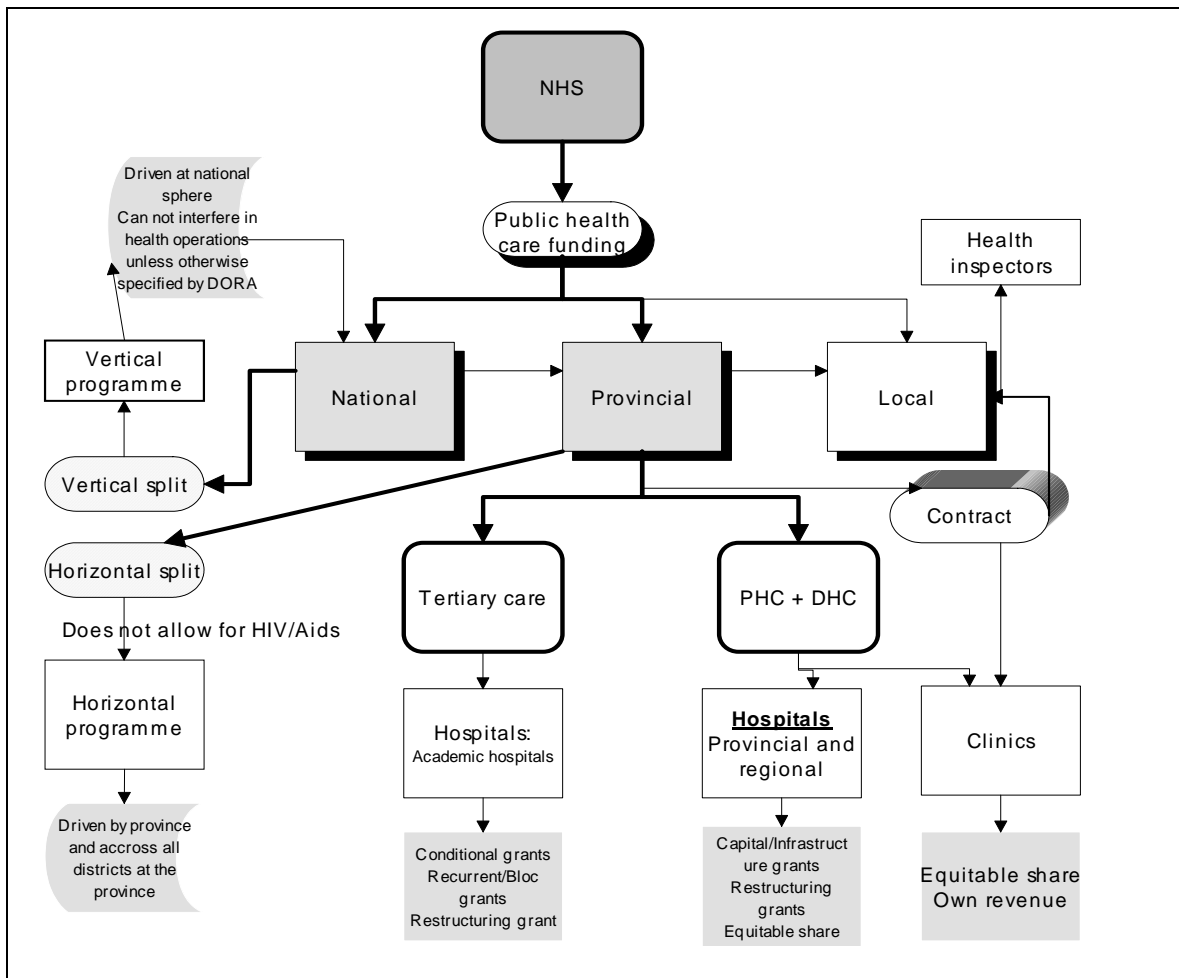 NHS
Driven at national
sphere
Can not interfere in
health operations
unless otherwise
specified by DORA
Public health
care funding
Health
inspectors
Vertical
programme
National
Provincial
Local
Vertical split
Contract
Horizontal split
Tertiary care
PHC + DHC
Does not allow for HIV/Aids
Horizontal
programme
Hospitals:
Academic hospitals
Hospitals
Provincial and
regional
Clinics
Driven by province
and accross all
districts at the
province
Conditional grants
Recurrent/Bloc
grants
Restructuring grant
Capital/Infrastruct
ure grants
Restructuring
grants
Equitable share
Equitable share
Own revenue